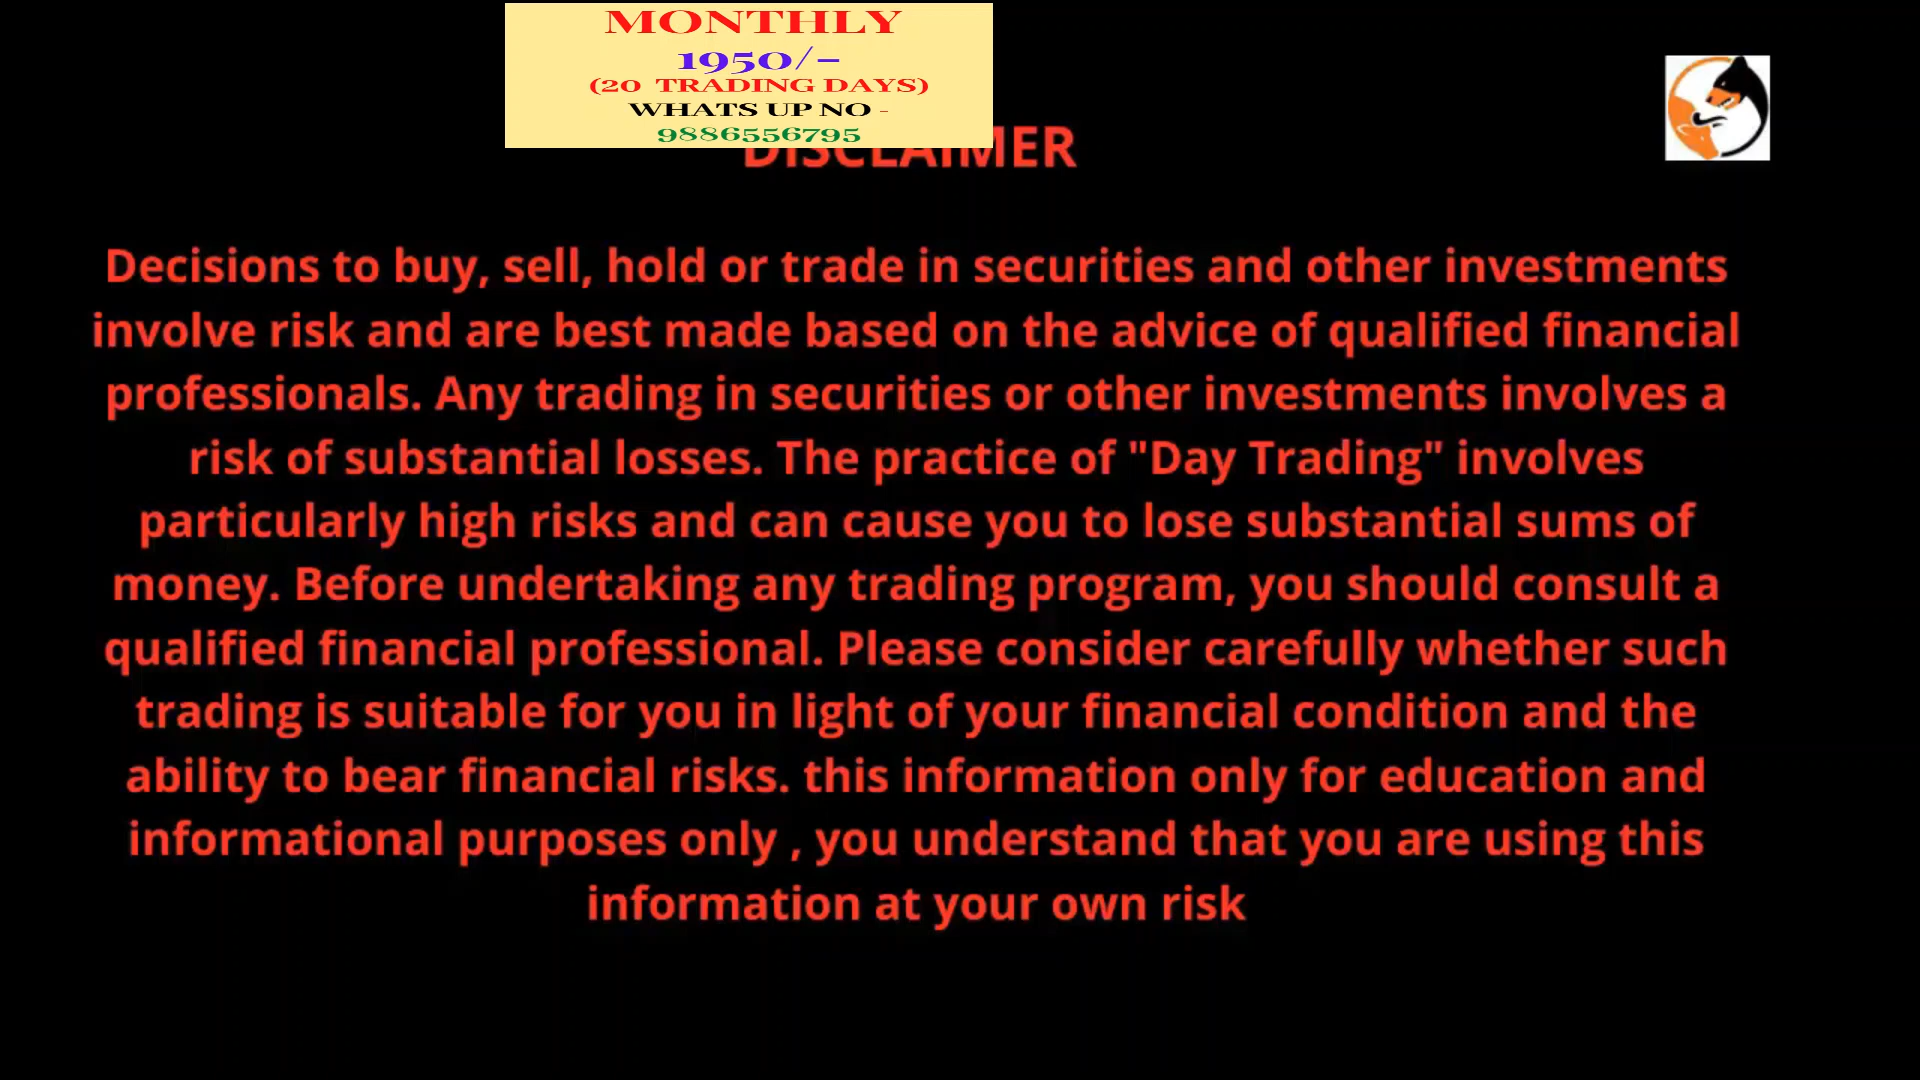 MONTHLY
1950/-
(20 TRADING DAYS)
WHATS UP NO -
9886556795
DISCLAIMER
Decisions to buy, sell, hold or trade in securities and other investments
involve risk and are best made based on the advice of qualified financial
professionals. Any trading in securities or other investments involves a
risk of substantial losses. The practice of "Day Trading" involves
particularly high risks and can cause you to lose substantial sums of
money. Before undertaking any trading program, you should consult a
qualified financial professional. Please consider carefully whether such
trading is suitable for you in light of your financial condition and the
ability to bear financial risks. this information only for education and
informational purposes only , you understand that you are using this
information at your own risk